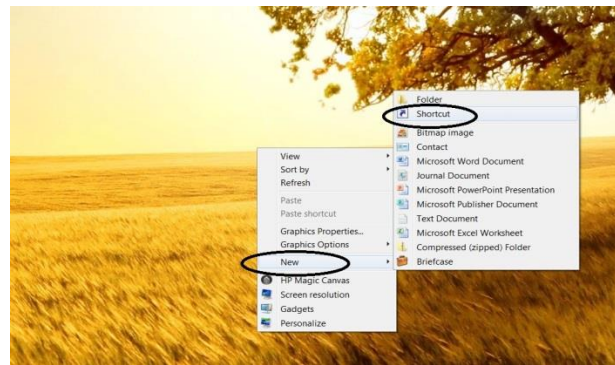 View
Sort by
Refresh
Paste
Paste shortcut
Graphics Properties...
Graphics Options
New
HP Magic Canvas
Screen resolution
Gadgets
Personalize
Folder
Shortcut
Bitmap image
Contact
Microsoft Word Document
Journal Document
Microsoft PowerPoint Presentation
Microsoft Publisher Document
Text Document
Microsoft Excel Worksheet
Compressed (zipped) Folder
Briefcase